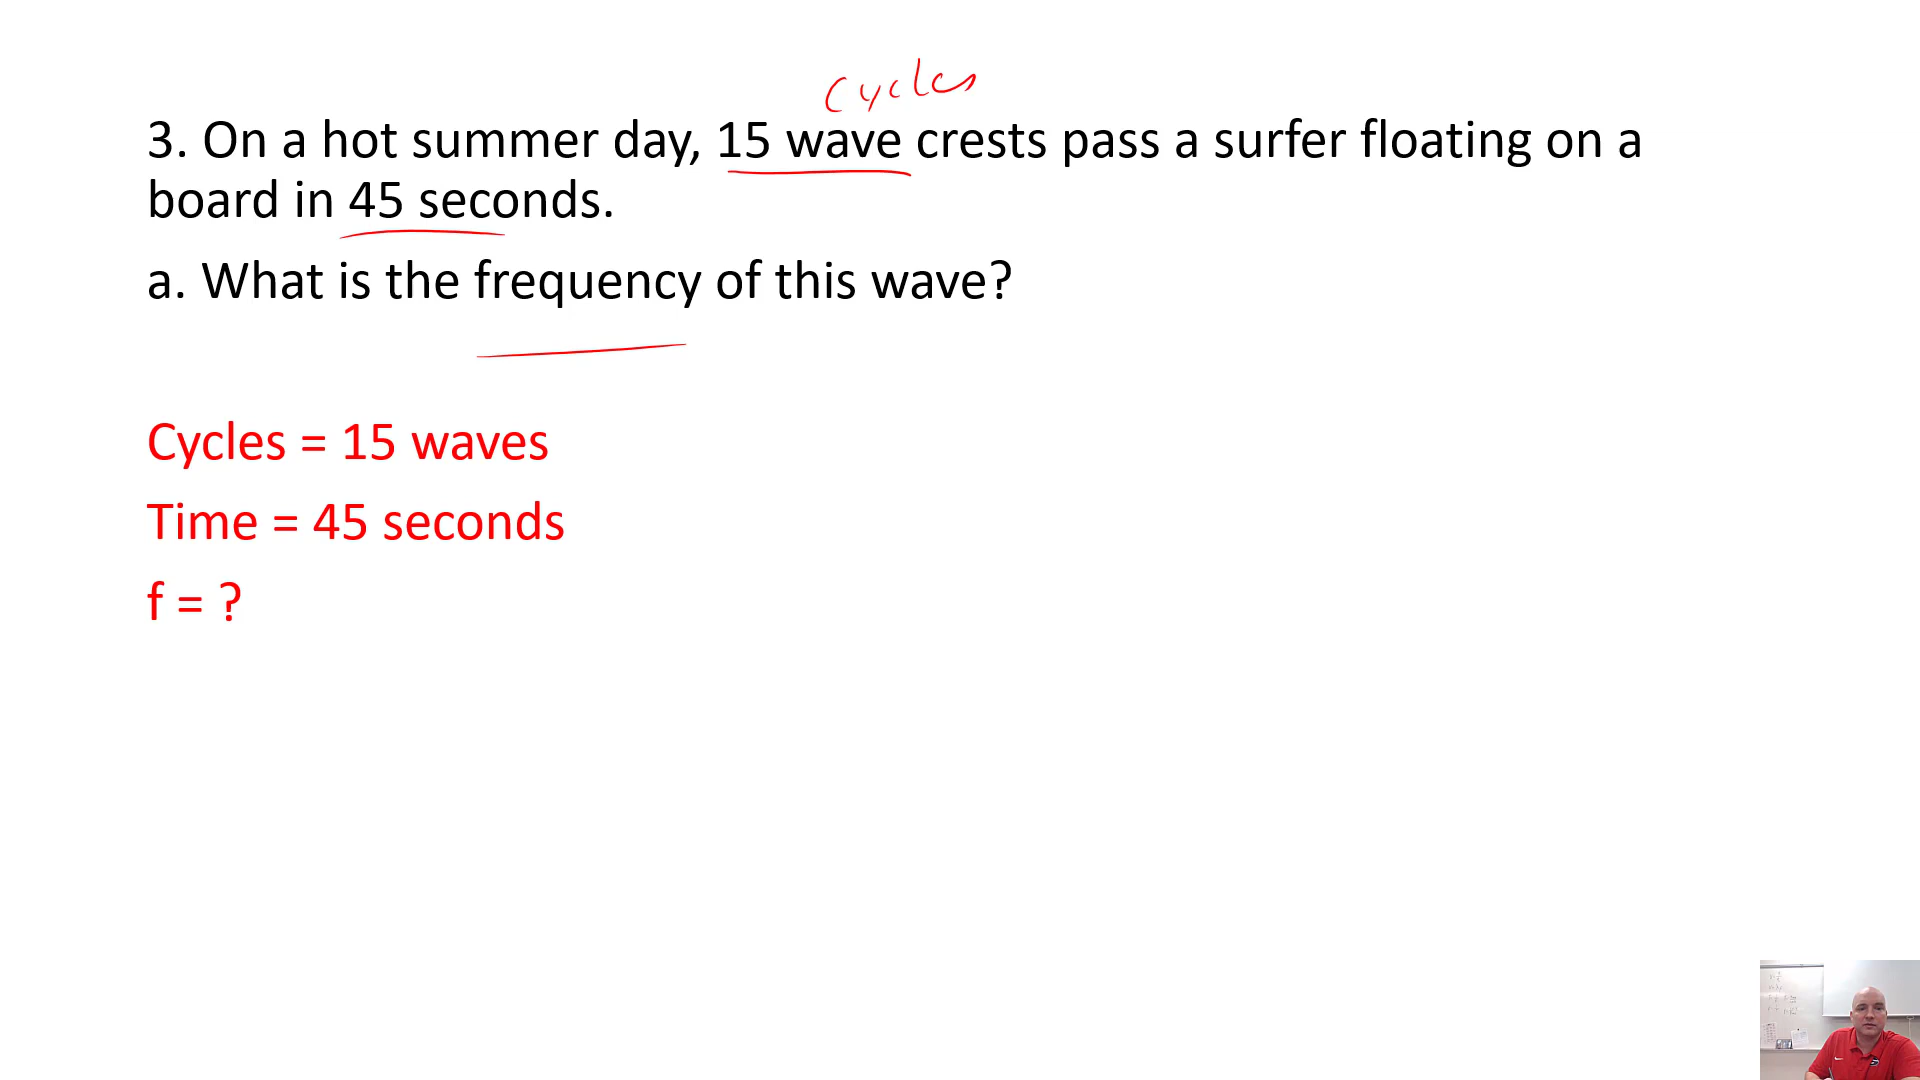 cycles
3. On a hot summer day, 15 wave crests pass a surfer floating on a
board in 45 seconds.
a. What is the frequency of this wave?
Cycles = 15 waves
Time = 45 seconds
f = ?